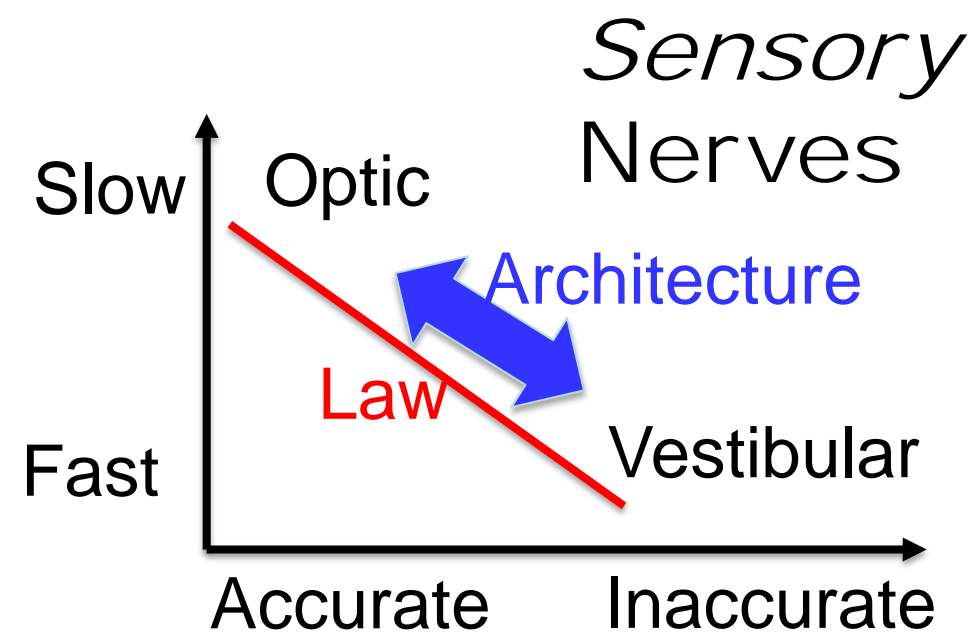 Sensory
Nerves
Slow
Optic
Architecture
Law
Fast
Vestibular
Accurate
Inaccurate